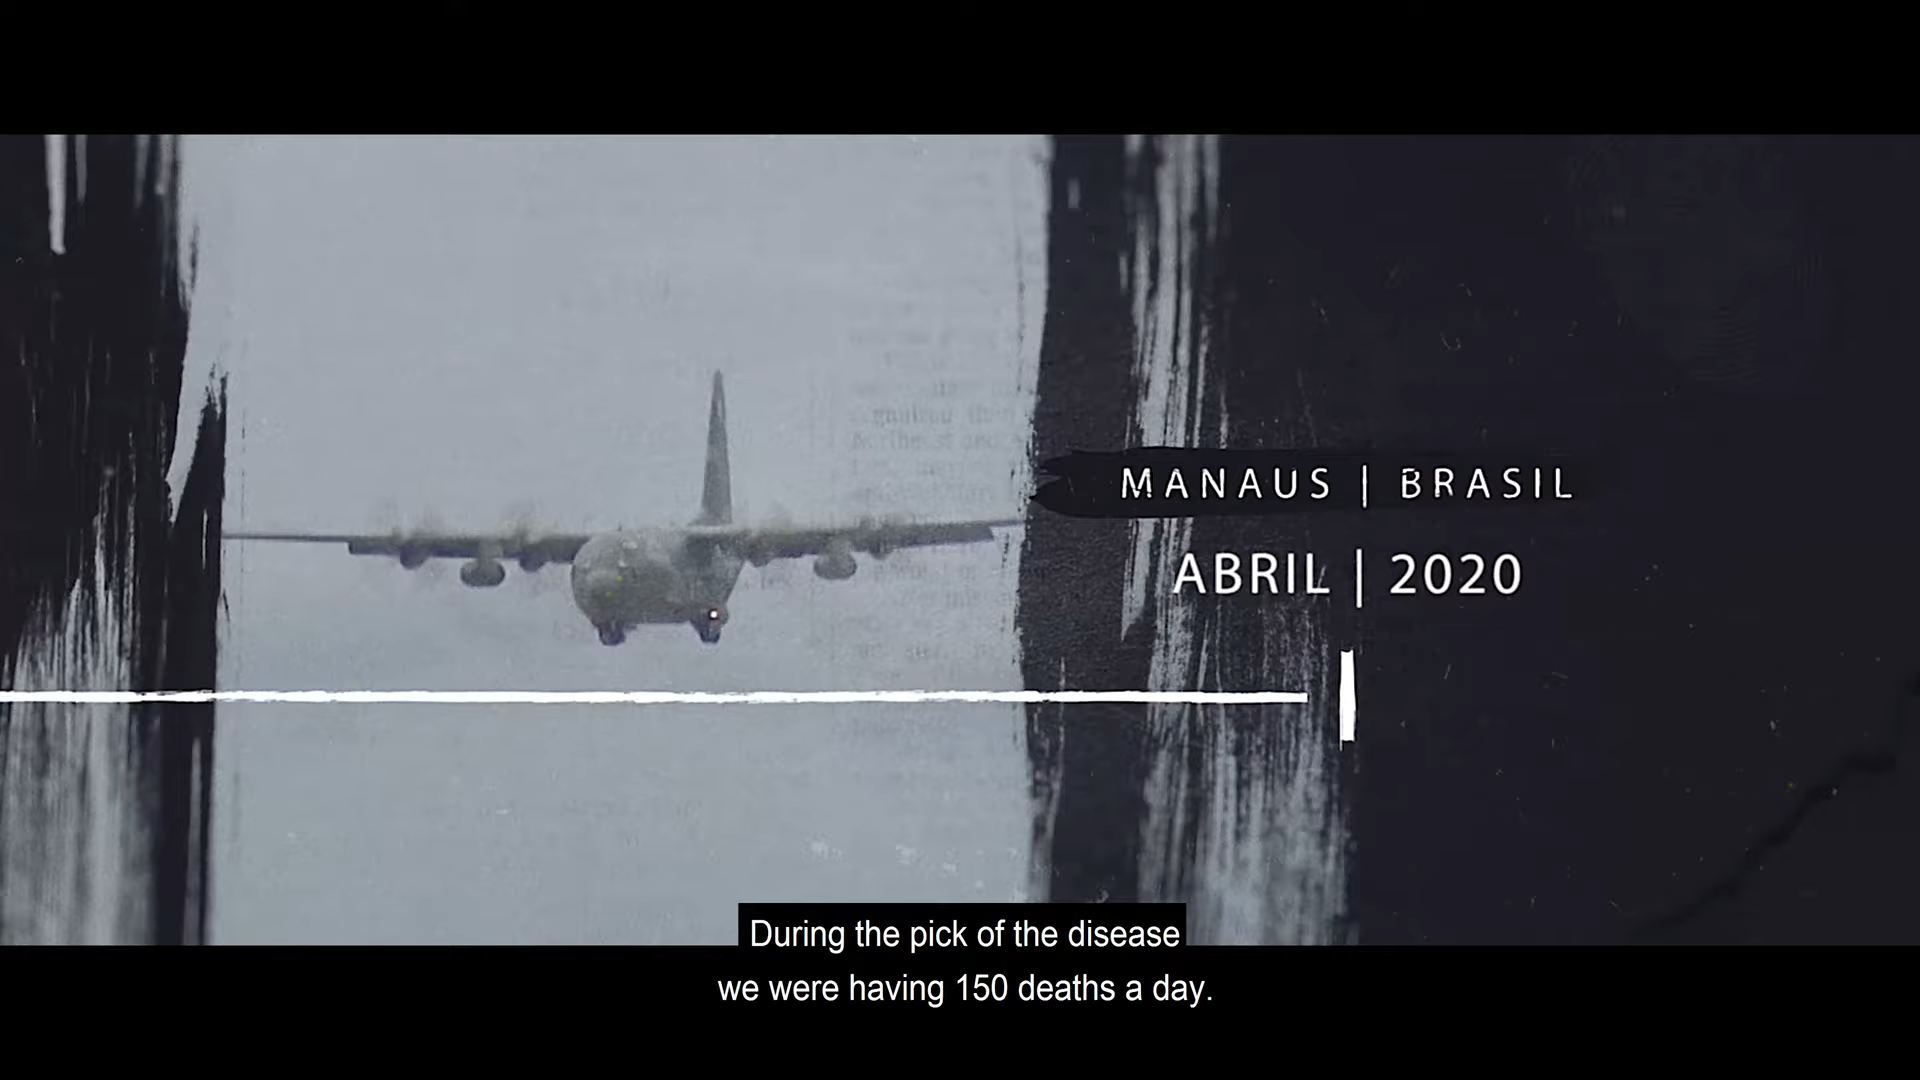 MANAUS | BRASIL
ABRIL | 2020
During the pick of the disease
we were having 150 deaths a day.